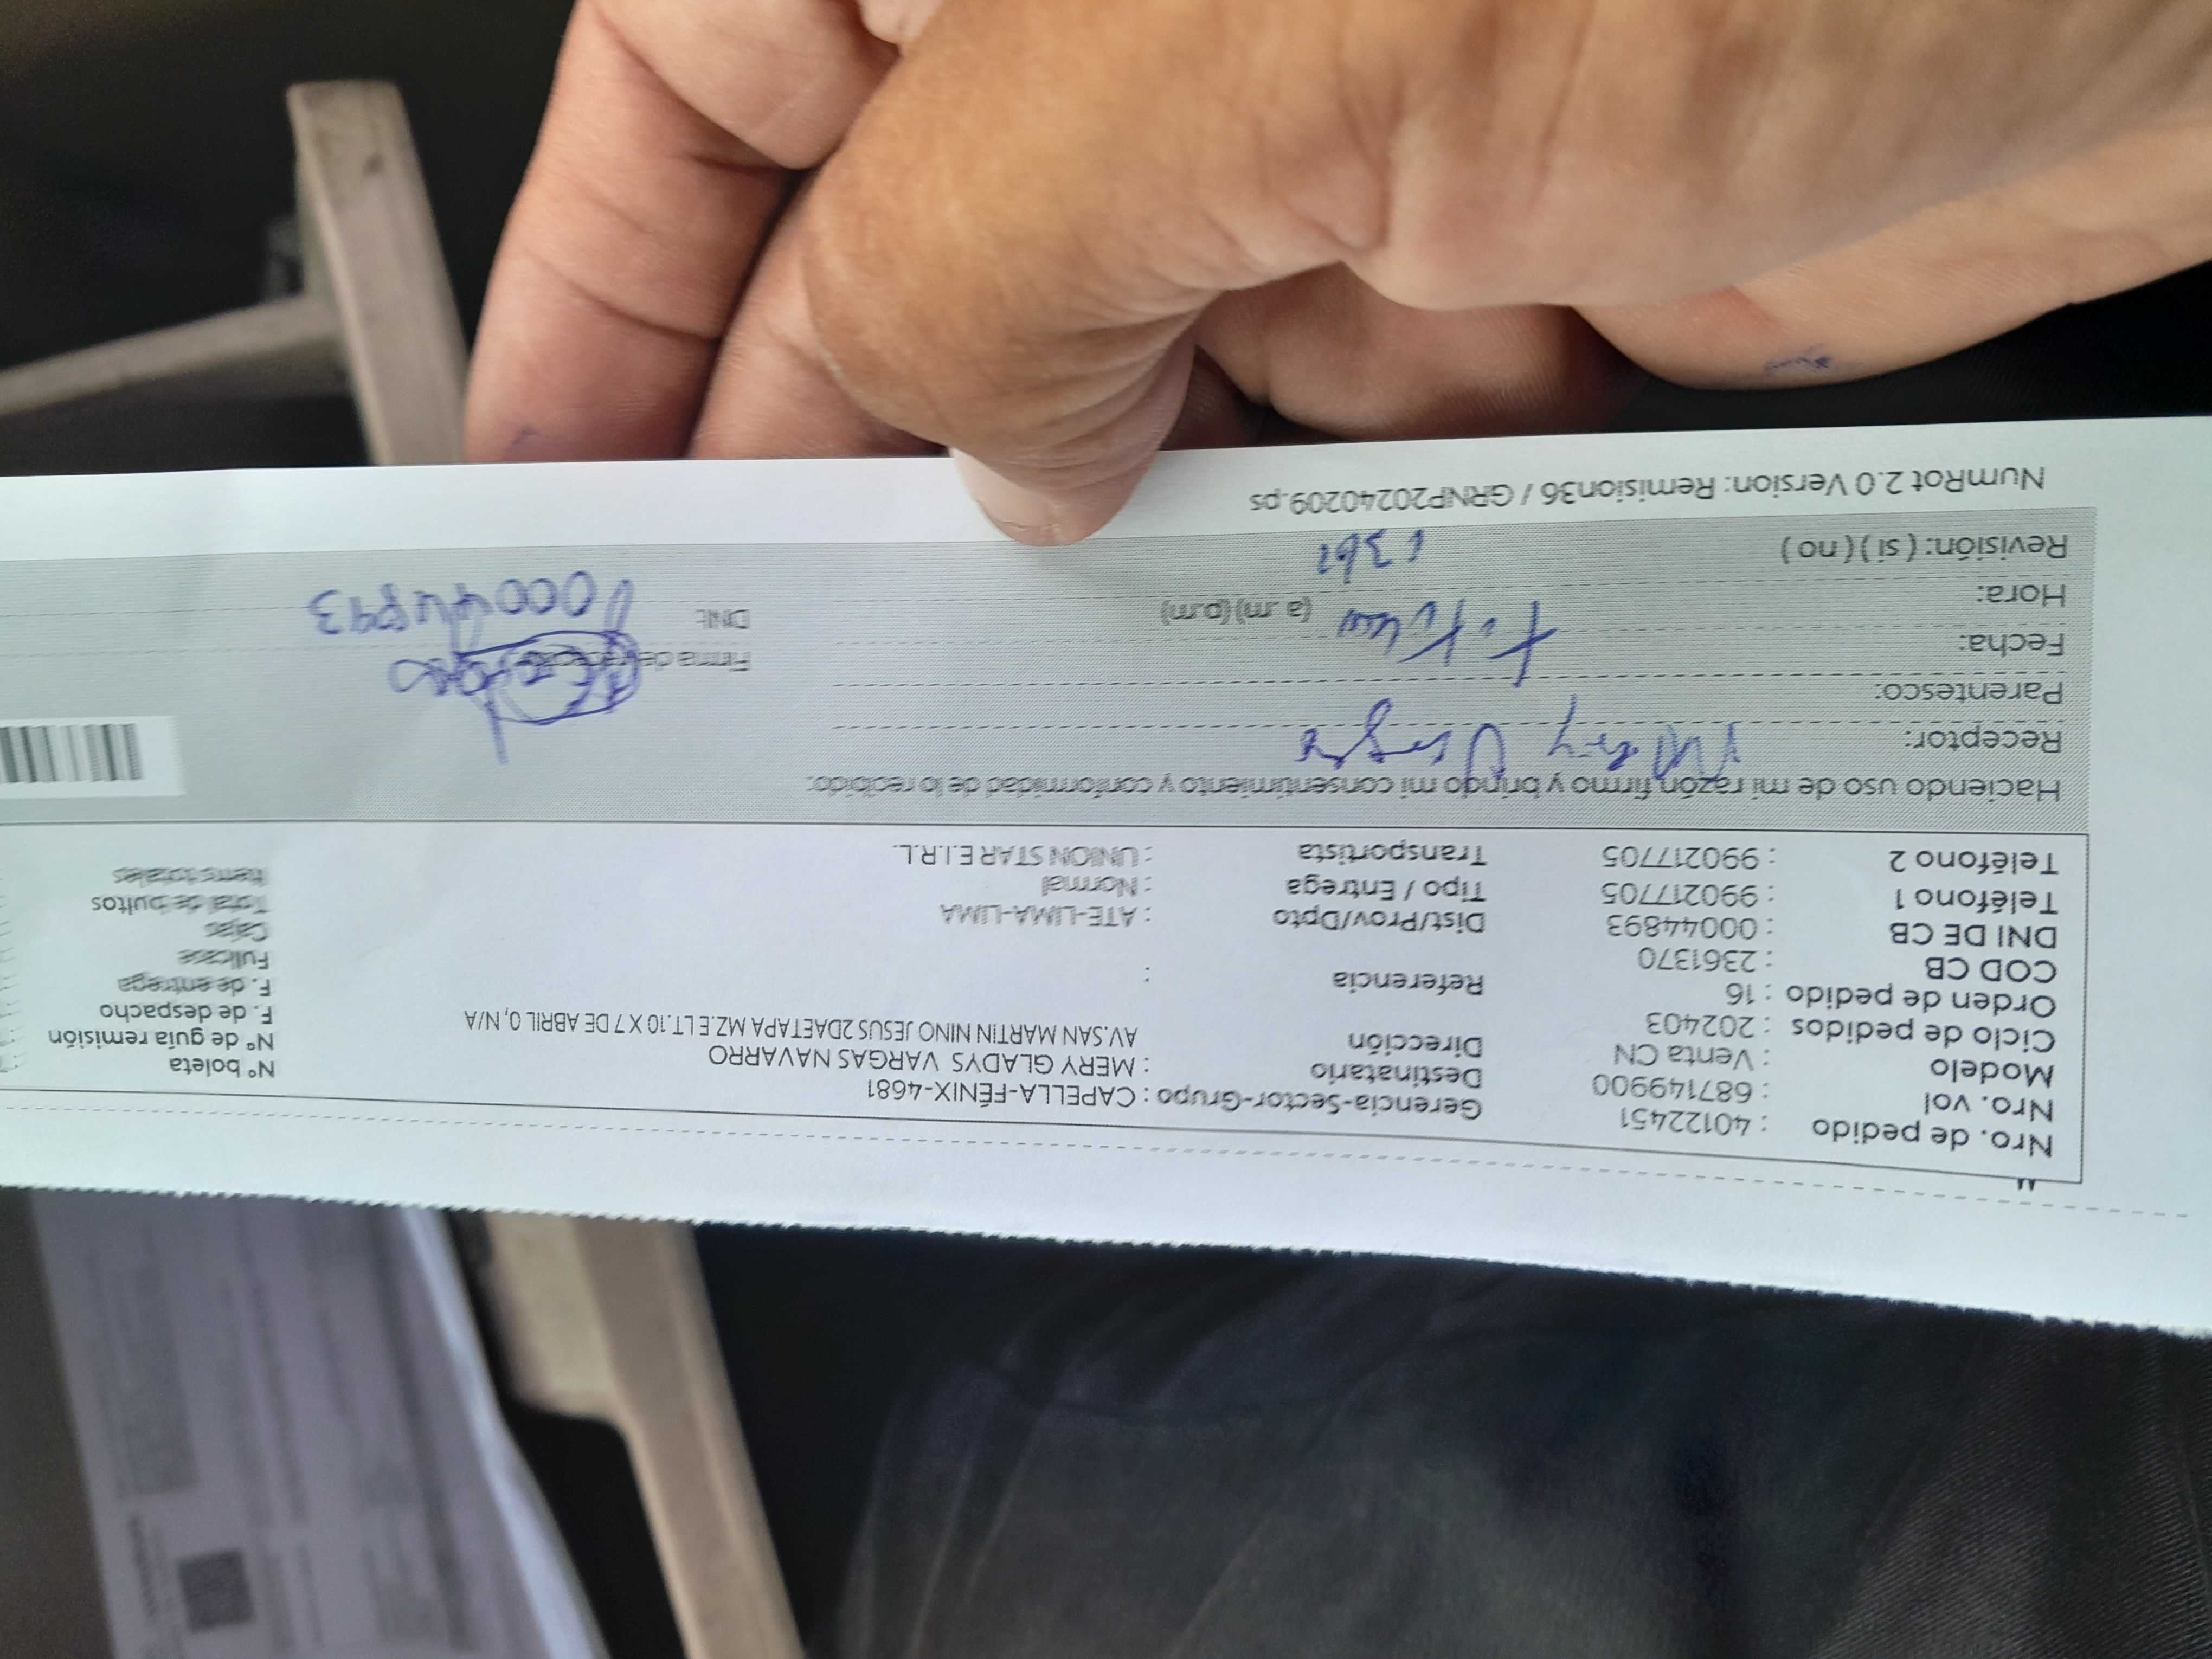 Nro. de pedido : 40122451 Gerencia-Sector-Grupo : CAPELLA-FÉNIX-4681 N° boleta
Nro. vol : 687149900 Destinatario : MERY GLADYS VARGAS NAVARRO N° de guía remisión
Modelo : Venta CN Dirección AV.SAN MARTIN NINO JESUS 2DAETAPA MZ.E LT.10 X 7 DE ABRIL 0, N/A F. de despacho
Ciclo de pedidos : 202403 F. de entrega
Orden de pedido : 16 Referencia : Fullcase
COD CB : 2361370 Cajas
DNI DE CB : 00044893 Dist/Prov/Dpto : ATE-LIMA-LIMA Total de bultos
Teléfono 1 : 990217705 Tipo / Entrega : Normal Items totales
Teléfono 2 : 990217705 Transportista : UNION STAR E.I.R.L.
Haciendo uso de mi razón firmo y brindo mi consentimiento y conformidad de lo recibido:
Receptor: Mery Vargas
Parentesco:
Fecha: Firma de recepción
Hora: (a .m) (p.m) DNI: 00044893
Revisión: ( si ) ( no )
NumRot 2.0 Version: Remision36 / GRNP20240209.ps